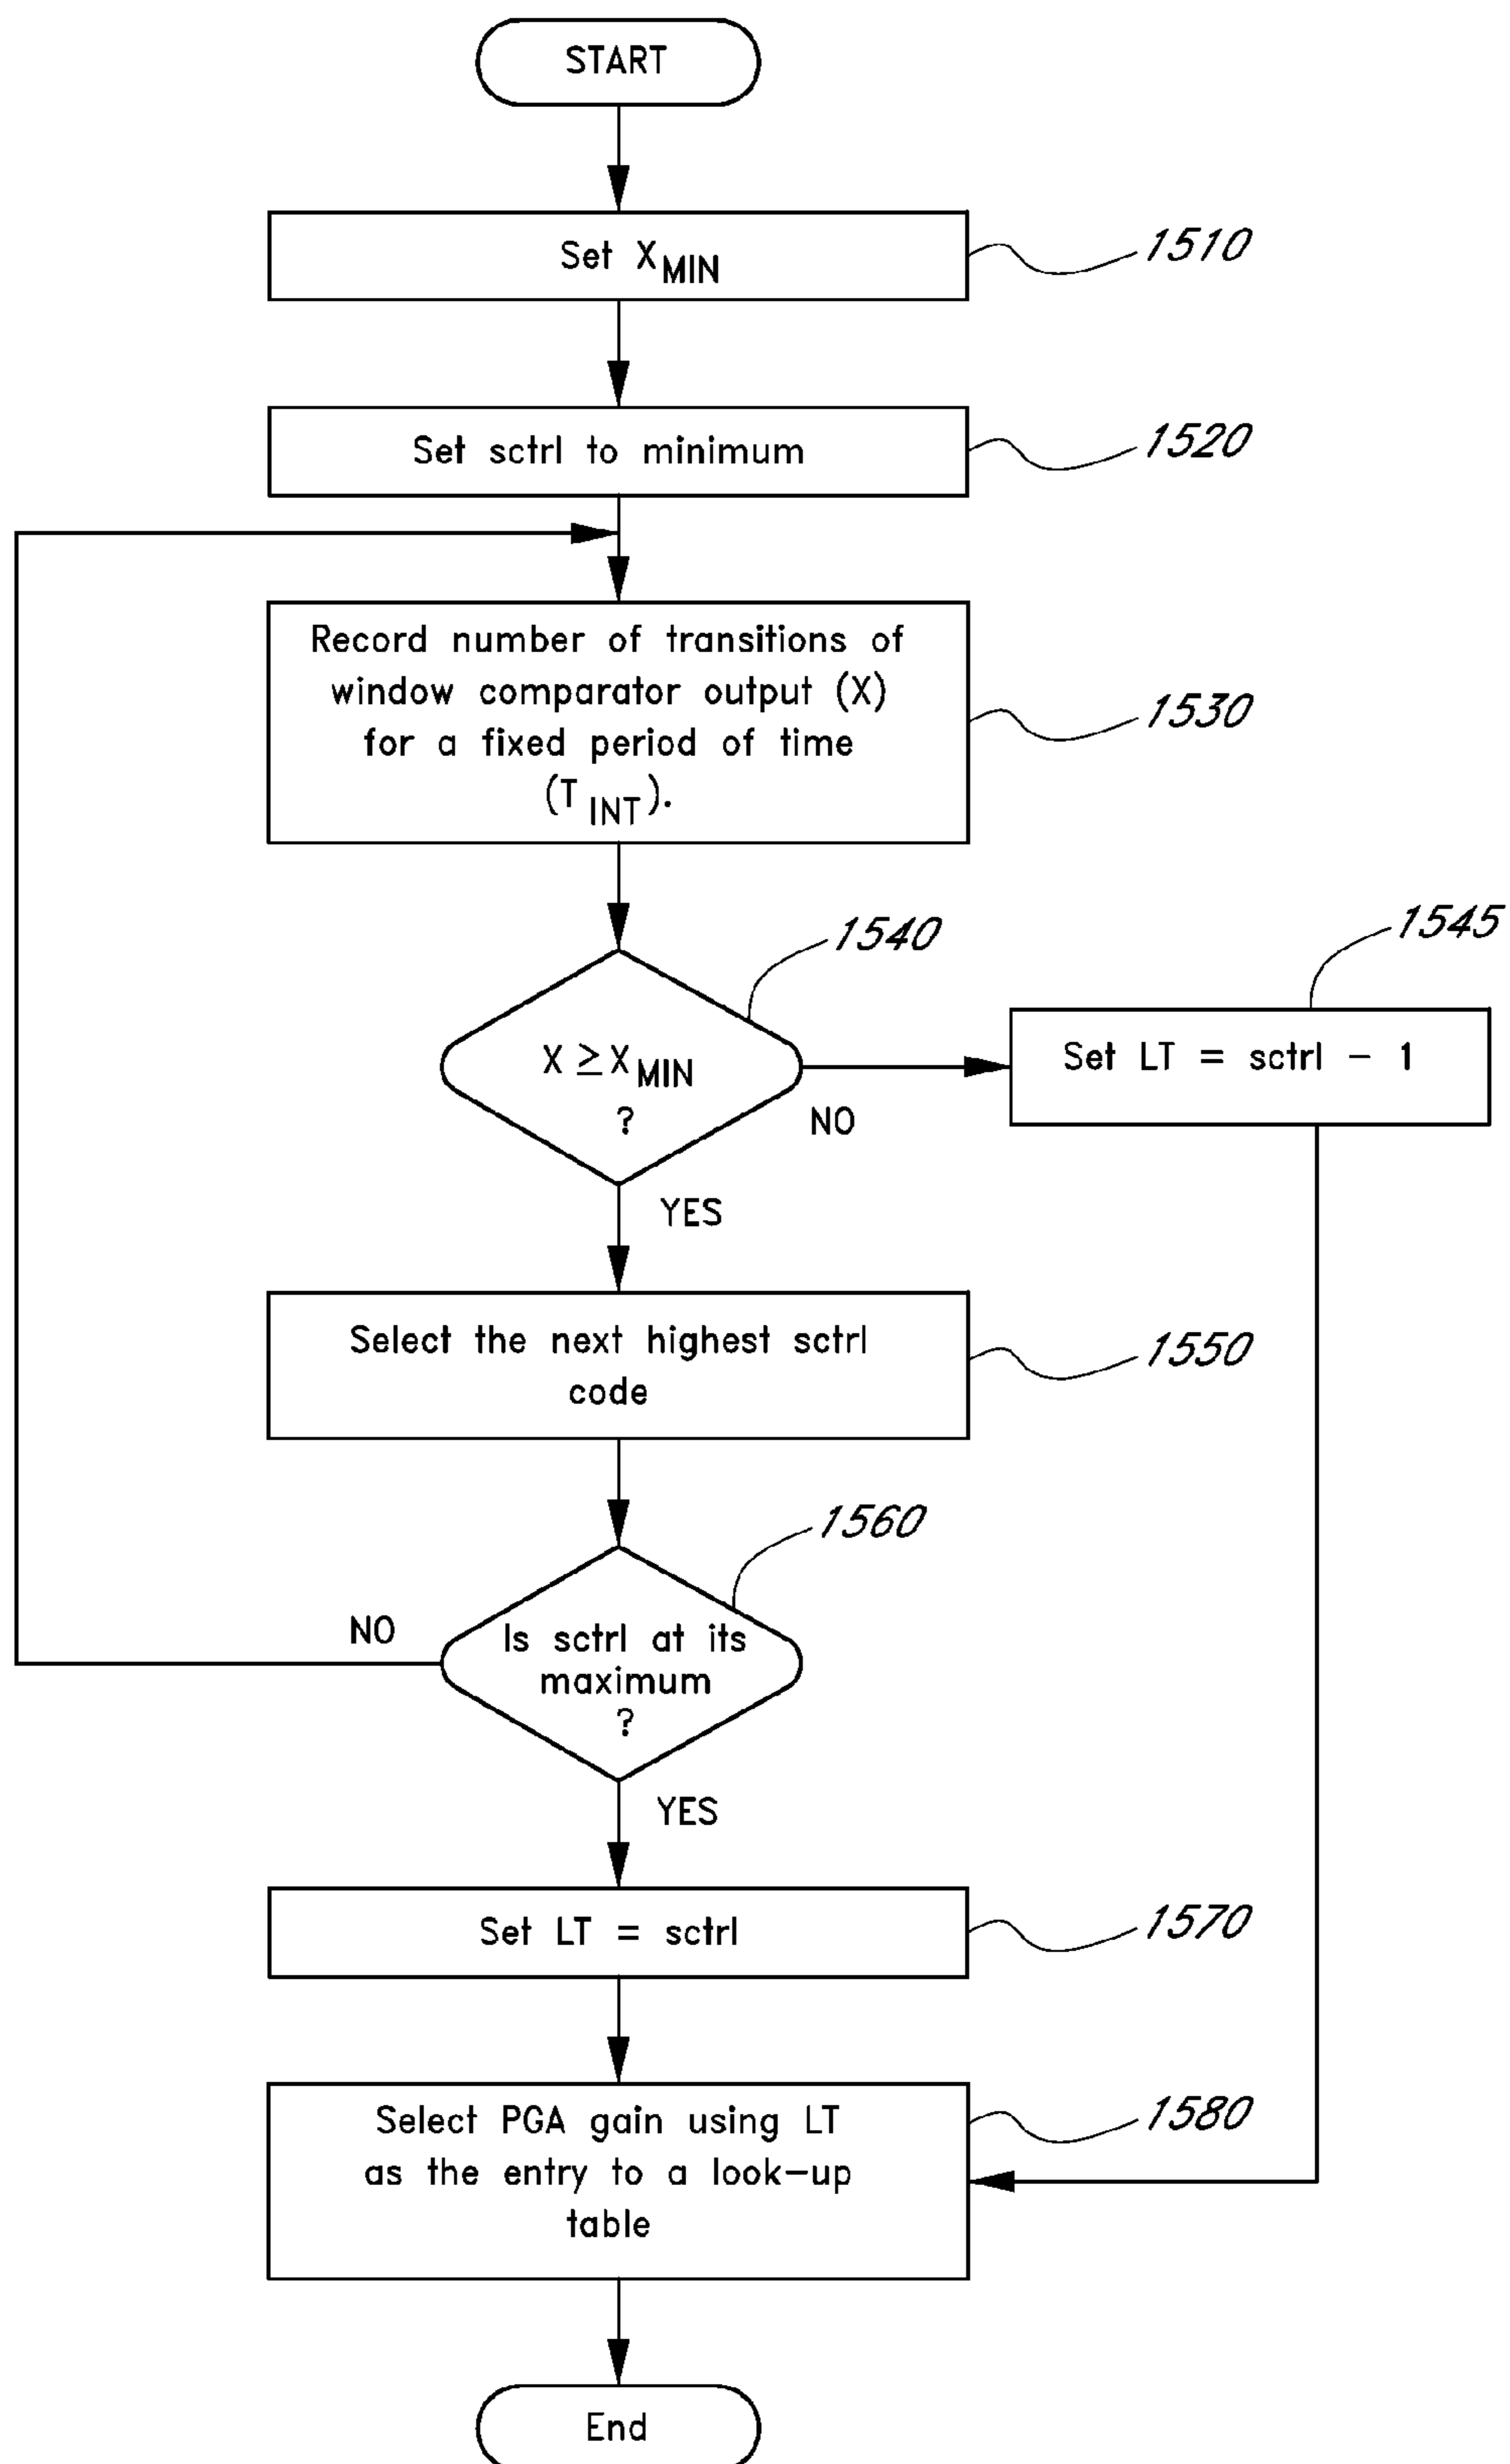 START
Set XMIN
1510
Set sctrl to minimum
1520
Record number of transitions of
window comparator output (X)
for a fixed period of time
(TINT).
1530
1540
X ≥ XMIN
?
NO
YES
1545
Set LT = sctrl - 1
Select the next highest sctrl
code
1550
1560
Is sctrl at its
maximum
?
NO
YES
Set LT = sctrl
1570
Select PGA gain using LT
as the entry to a look-up
table
1580
End